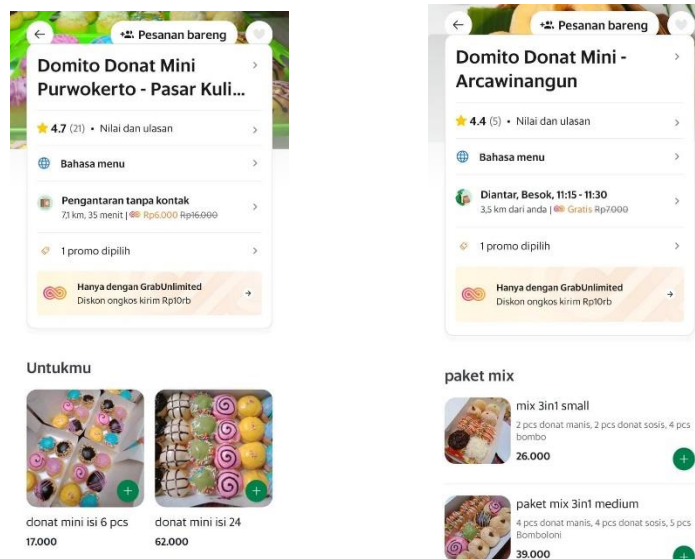 Pesanan bareng
Domito Donat Mini
Purwokerto - Pasar Kuli...
4.7 (21) • Nilai dan ulasan
Bahasa menu
Pengantaran tanpa kontak
7,1 km, 35 menit | Rp6.000 Rp16.000
1 promo dipilih
Hanya dengan GrabUnlimited
Diskon ongkos kirim Rp10rb
Untukmu
donat mini isi 6 pcs
17.000
donat mini isi 24
62.000
Pesanan bareng
Domito Donat Mini -
Arcawinangun
4.4 (5) • Nilai dan ulasan
Bahasa menu
Diantar, Besok, 11:15 - 11:30
3,5 km dari anda | Gratis Rp7.000
1 promo dipilih
Hanya dengan GrabUnlimited
Diskon ongkos kirim Rp10rb
paket mix
mix 3in1 small
2 pcs donat manis, 2 pcs donat sosis, 4 pcs
bombo
26.000
paket mix 3in1 medium
4 pcs donat manis, 4 pcs donat sosis, 5 pcs
Bomboloni
39.000